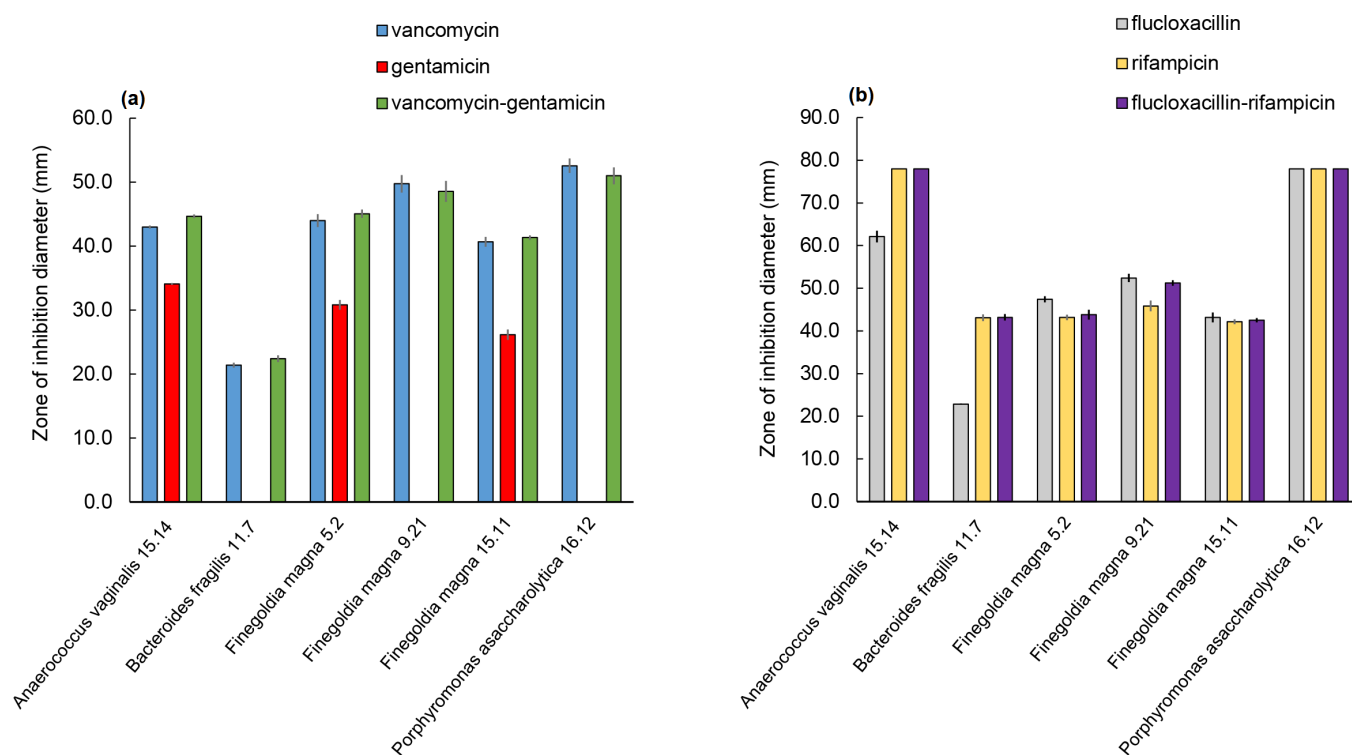 (a)
vancomycin
gentamicin
vancomycin-gentamicin
Zone of inhibition diameter (mm)
60.0
50.0
40.0
30.0
20.0
10.0
0.0
Anaerococcus vaginalis 15.14
Bacteroides fragilis 11.7
Finegoldia magna 5.2
Finegoldia magna 9.21
Finegoldia magna 15.11
Porphyromonas asaccharolytica 16.12
(b)
flucloxacillin
rifampicin
flucloxacillin-rifampicin
Zone of inhibition diameter (mm)
90.0
80.0
70.0
60.0
50.0
40.0
30.0
20.0
10.0
0.0
Anaerococcus vaginalis 15.14
Bacteroides fragilis 11.7
Finegoldia magna 5.2
Finegoldia magna 9.21
Finegoldia magna 15.11
Porphyromonas asaccharolytica 16.12